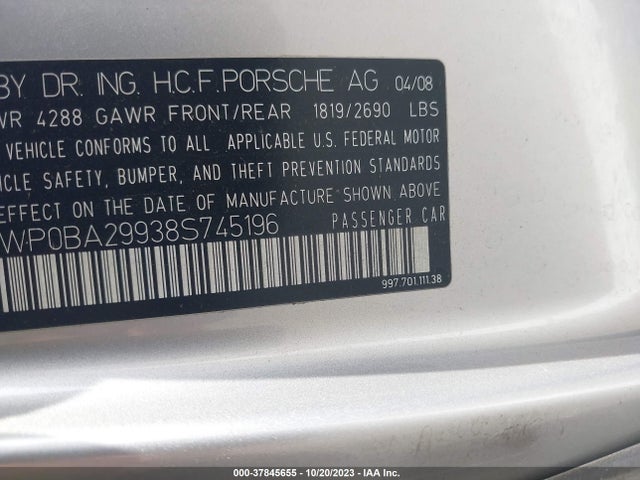 BY DR. ING. H.C.F. PORSCHE AG 04/08
WR 4288 GAWR FRONT/REAR 1819/2690 LBS
VEHICLE CONFORMS TO ALL APPLICABLE U.S. FEDERAL MOTOR
ICLE SAFETY, BUMPER, AND THEFT PREVENTION STANDARDS
EFFECT ON THE DATE OF MANUFACTURE SHOWN ABOVE
WP0BA29938S745196 PASSENGER CAR
997.701.111.38
000-37845655 | 10/20/2023 | IAA Inc.